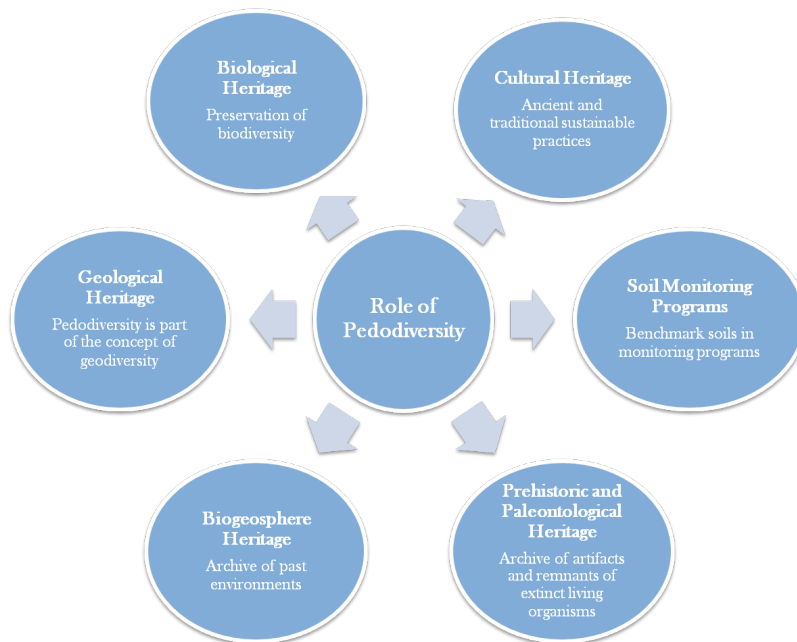 Biological
Heritage
Preservation of
biodiversity
Cultural Heritage
Ancient and
traditional sustainable
practices
Geological
Heritage
Pedodiversity is part
of the concept of
geodiversity
Role of
Pedodiversity
Soil Monitoring
Programs
Benchmark soils in
monitoring programs
Biogeosphere
Heritage
Archive of past
environments
Prehistoric and
Paleontological
Heritage
Archive of artifacts
and remnants of
extinct living
organisms